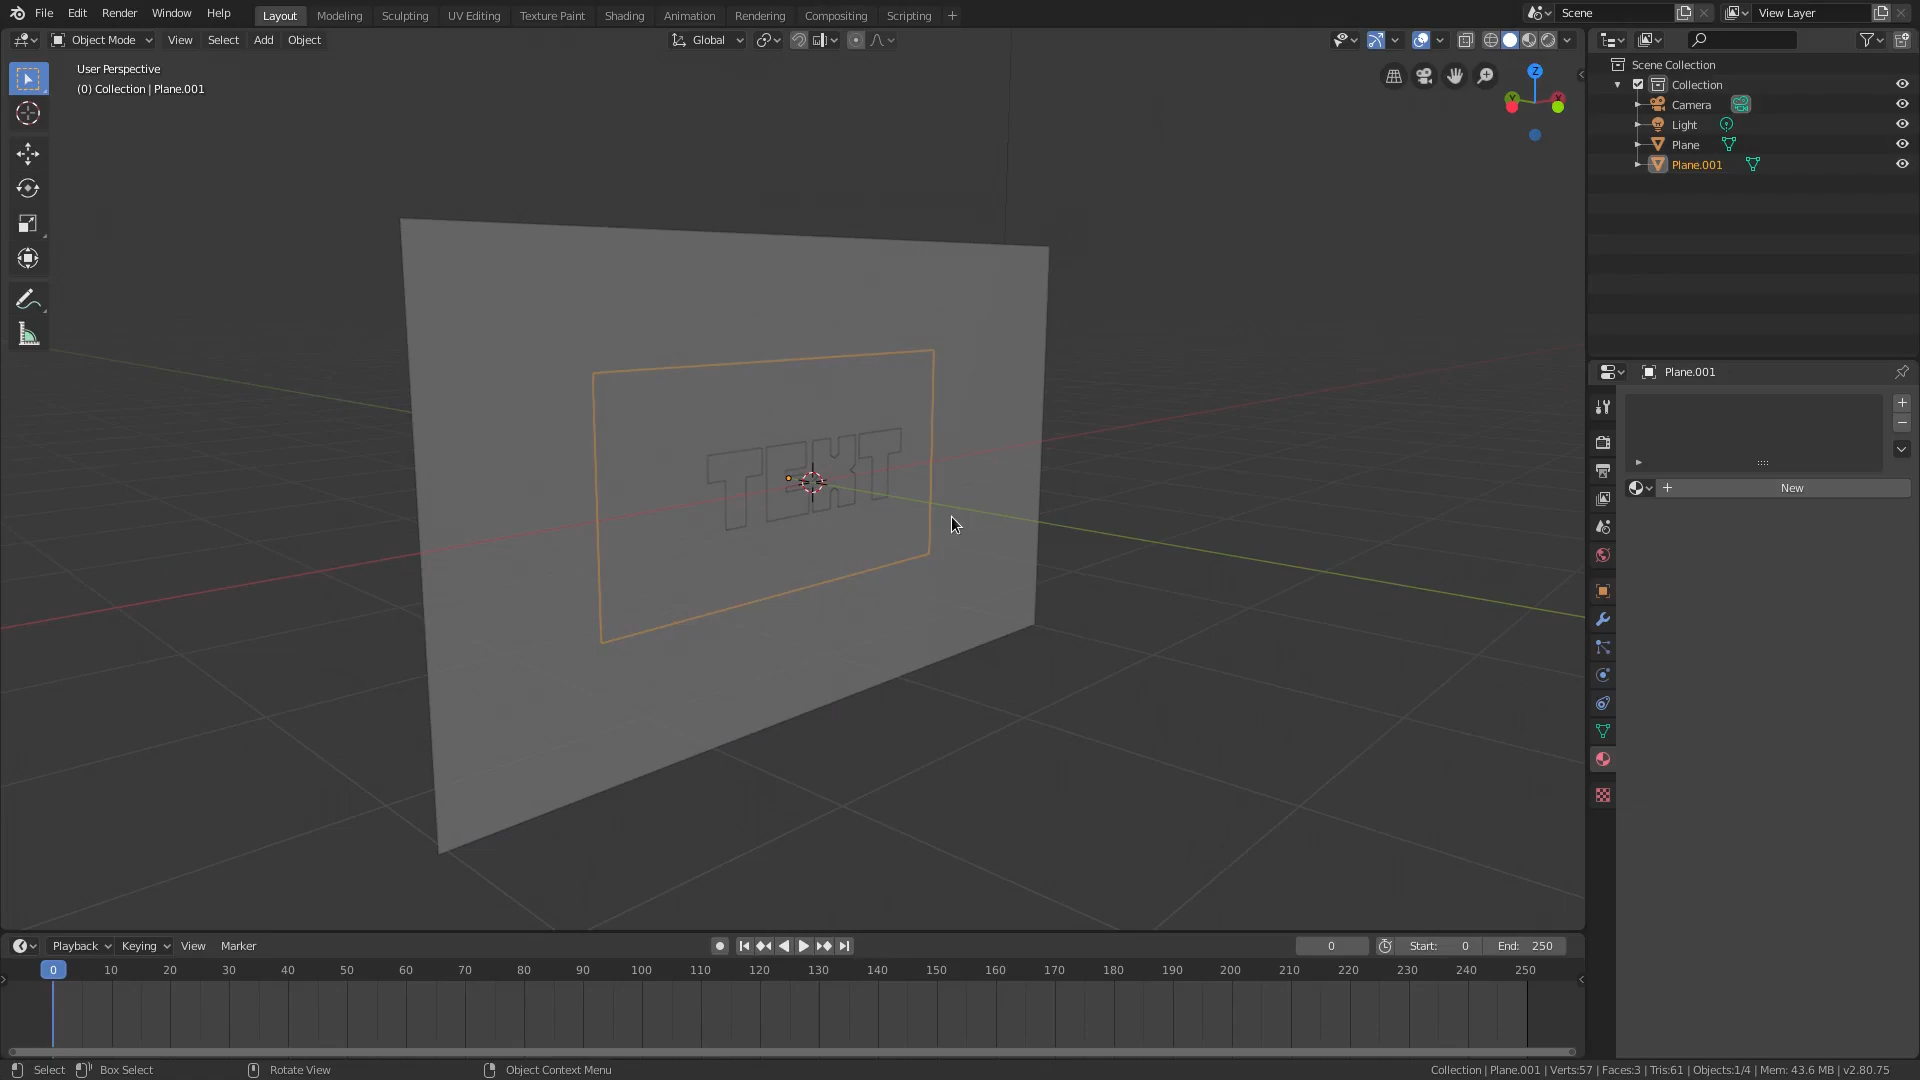 File Edit Render Window Help Layout Modeling Sculpting UV Editing Texture Paint Shading Animation Rendering Compositing Scripting + Scene View Layer
Object Mode View Select Add Object Global
User Perspective
(0) Collection | Plane.001
Z
Y
X
Scene Collection
Collection
Camera
Light
Plane
Plane.001
Plane.001
New
TEXT
Playback Keying View Marker 0 Start: 0 End: 250
0 10 20 30 40 50 60 70 80 90 100 110 120 130 140 150 160 170 180 190 200 210 220 230 240 250
Select Box Select Rotate View Object Context Menu Collection | Plane.001 | Verts:57 | Faces:3 | Tris:61 | Objects:1/4 | Mem: 43.6 MB | v2.80.75